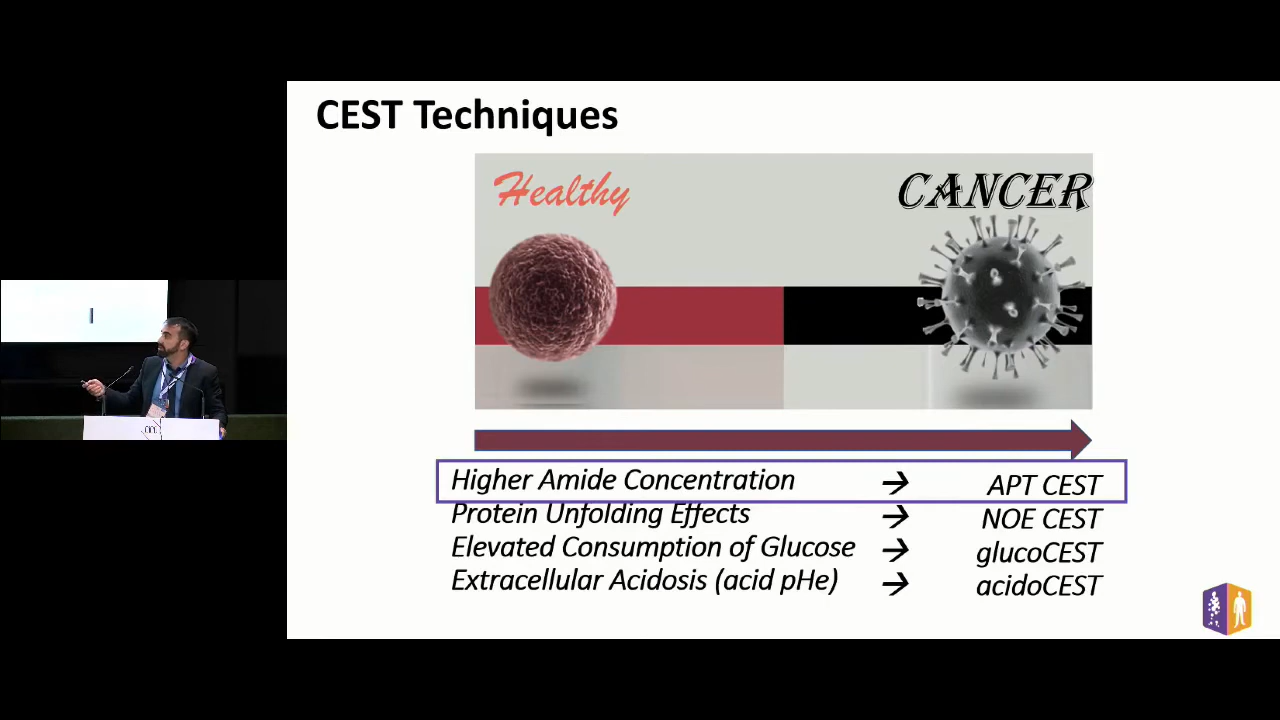 CEST Techniques
Healthy
CANCER
Higher Amide Concentration → APT CEST
Protein Unfolding Effects → NOE CEST
Elevated Consumption of Glucose → glucoCEST
Extracellular Acidosis (acid pHe) → acidoCEST